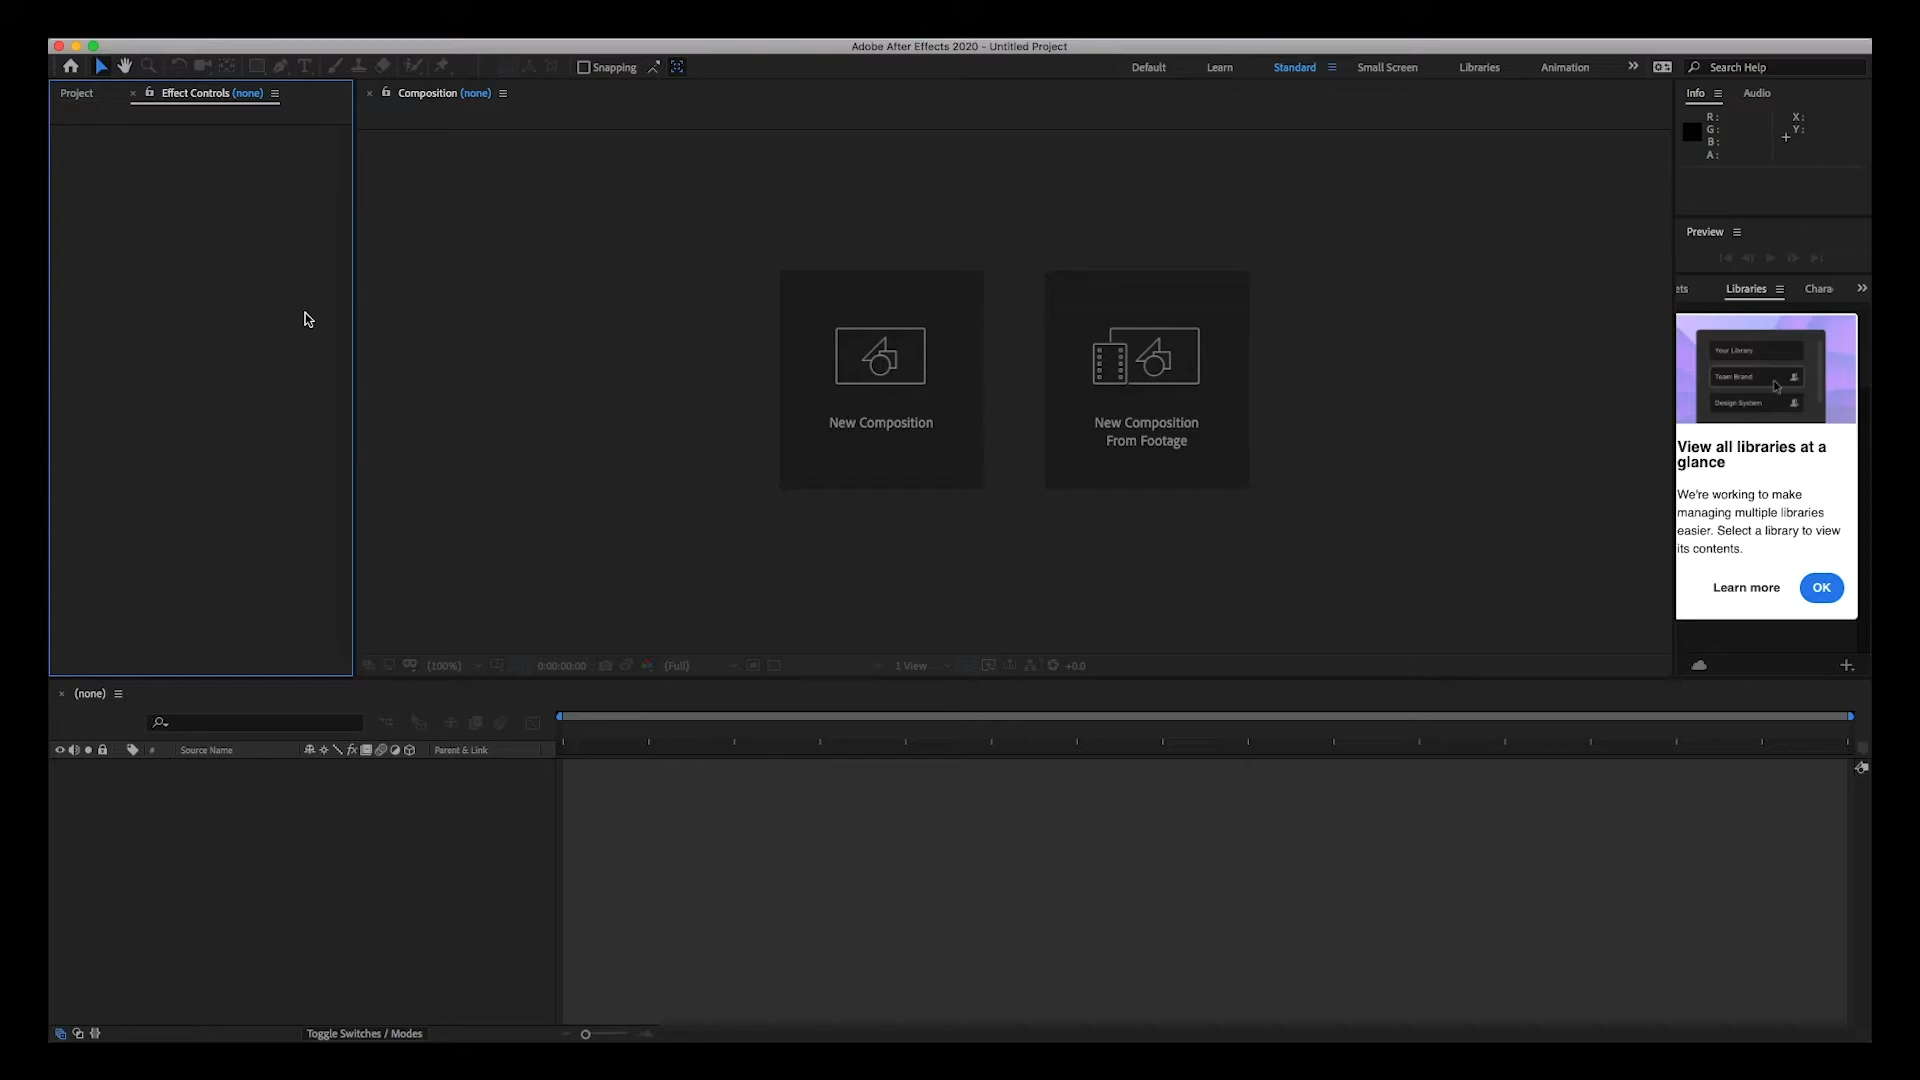 Adobe After Effects 2020 - Untitled Project
Snapping
Default
Learn
Standard
Small Screen
Libraries
Animation
Search Help
Project
Effect Controls (none)
Composition (none)
Info
Audio
R:
G:
B:
A:
X:
Y:
Preview
ets
Libraries
Chara
New Composition
New Composition
From Footage
Your Library
Team Brand
Design System
View all libraries at a
glance
We're working to make
managing multiple libraries
easier. Select a library to view
its contents.
Learn more
OK
(100%)
0:00:00:00
(Full)
1 View
+0.0
(none)
#
Source Name
fx
Parent & Link
Toggle Switches / Modes